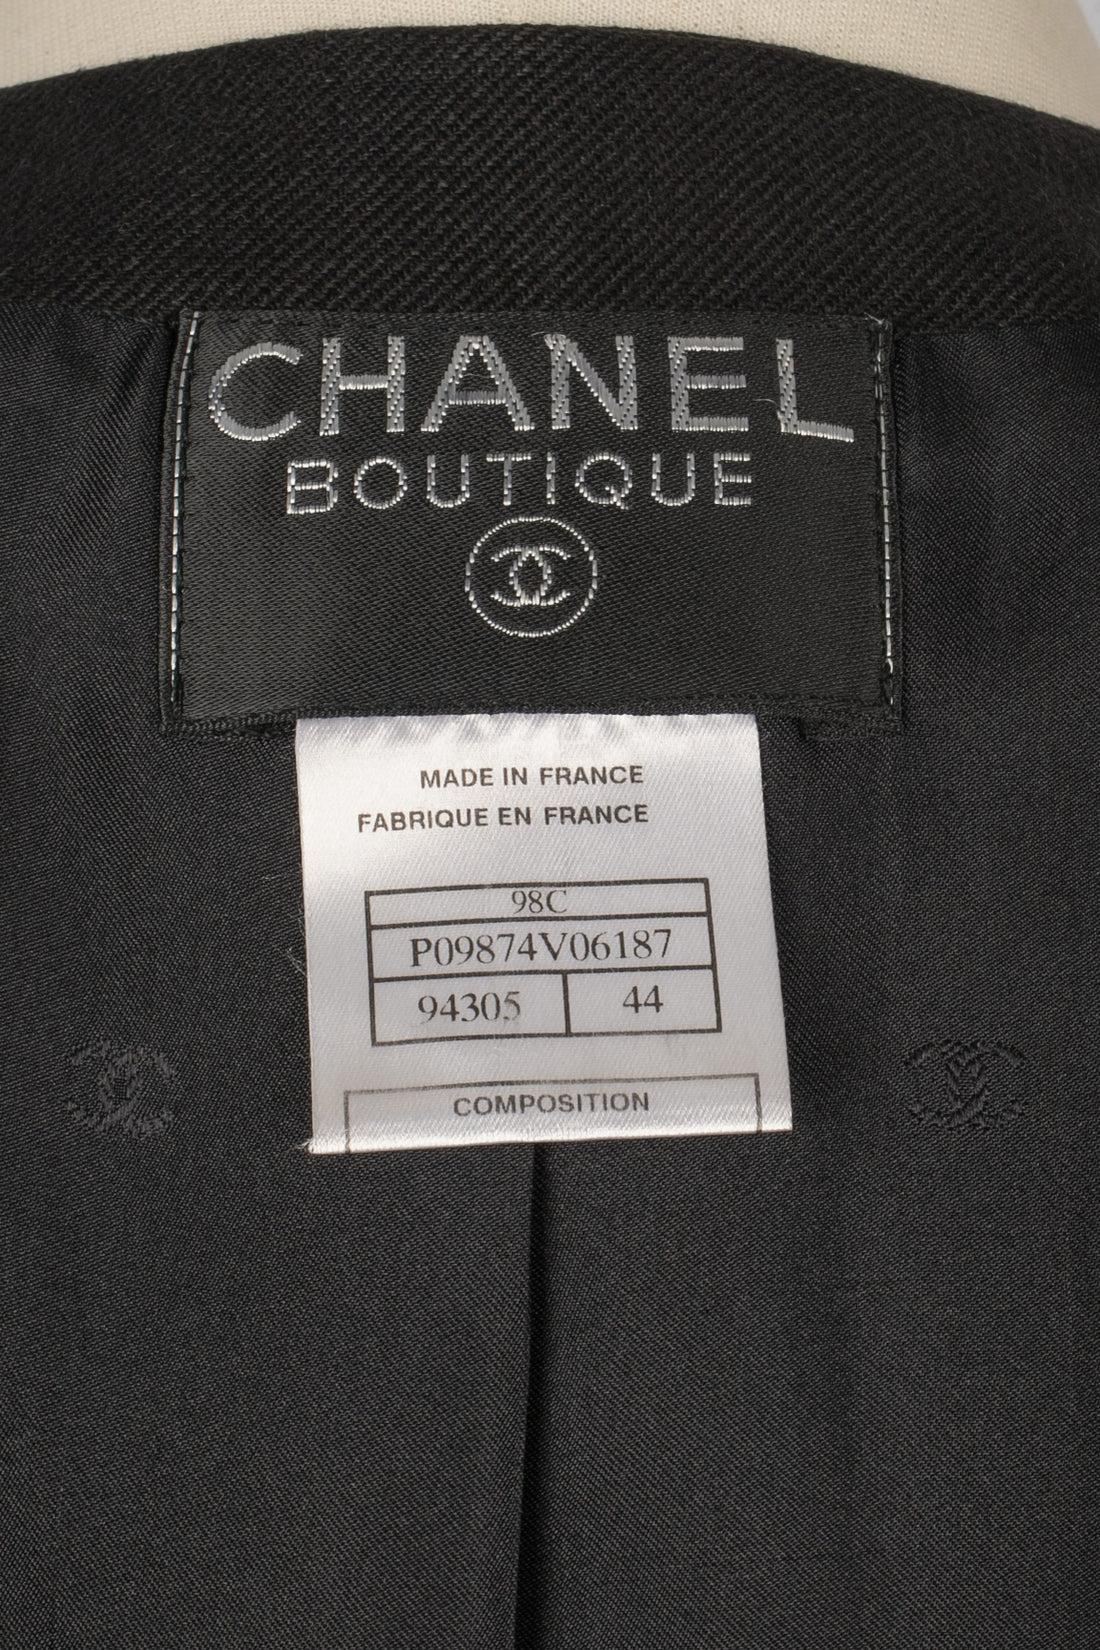 CHANEL
BOUTIQUE
MADE IN FRANCE
FABRIQUE EN FRANCE
98C
P09874V06187
94305 44
COMPOSITION